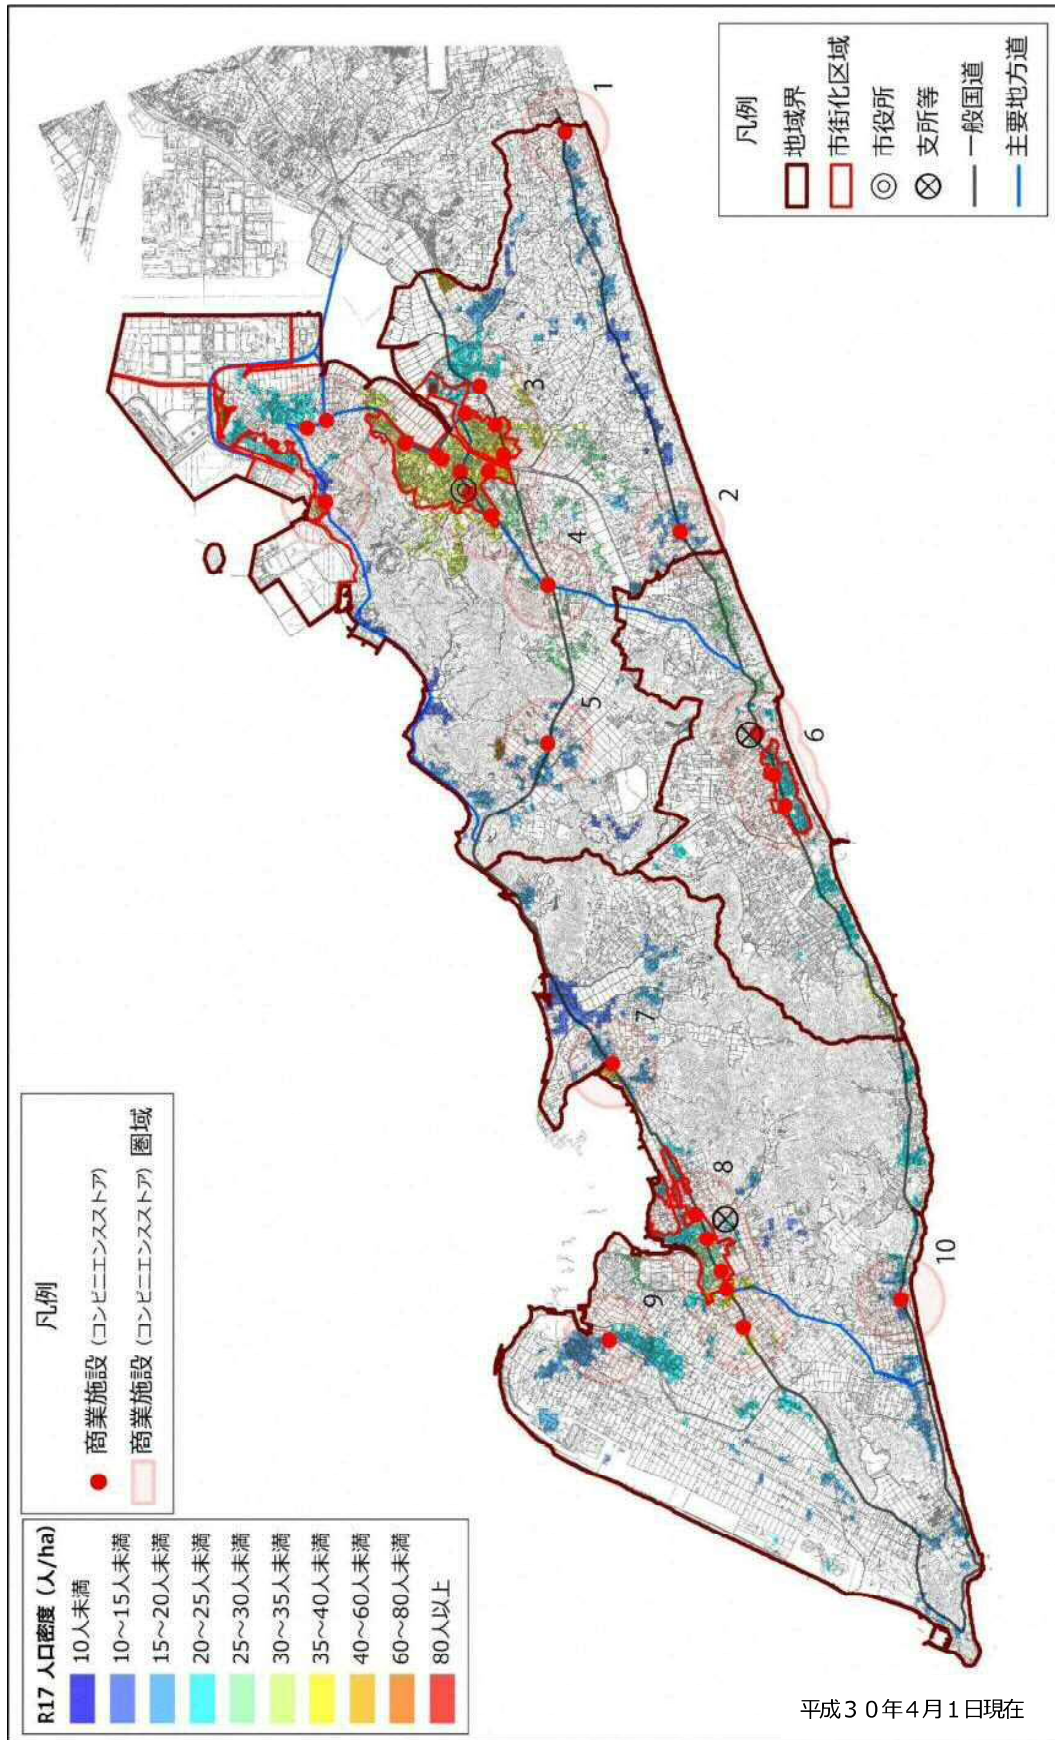 凡例
商業施設（コンビニエンスストア）
商業施設（コンビニエンスストア）圏域
R17 人口密度（人/ha）
10人未満
10～15人未満
15～20人未満
20～25人未満
25～30人未満
30～35人未満
35～40人未満
40～60人未満
60～80人未満
80人以上
凡例
地域界
市街化区域
市役所
支所等
一般国道
主要地方道
1
2
3
4
5
6
7
8
9
10
平成30年4月1日現在